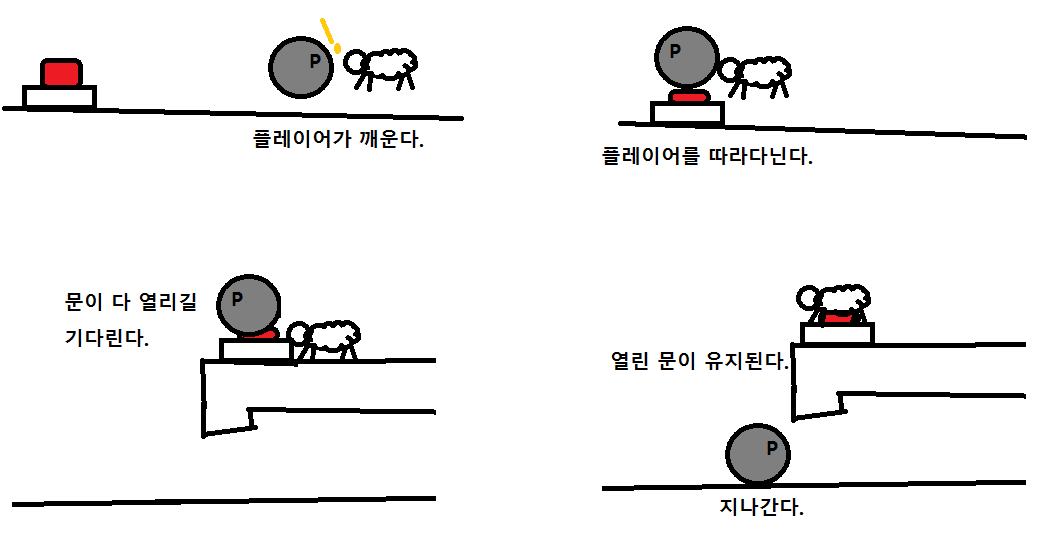 P
플레이어가 깨운다.
P
플레이어를 따라다닌다.
문이 다 열리길
기다린다.
P
열린 문이 유지된다.
P
지나간다.